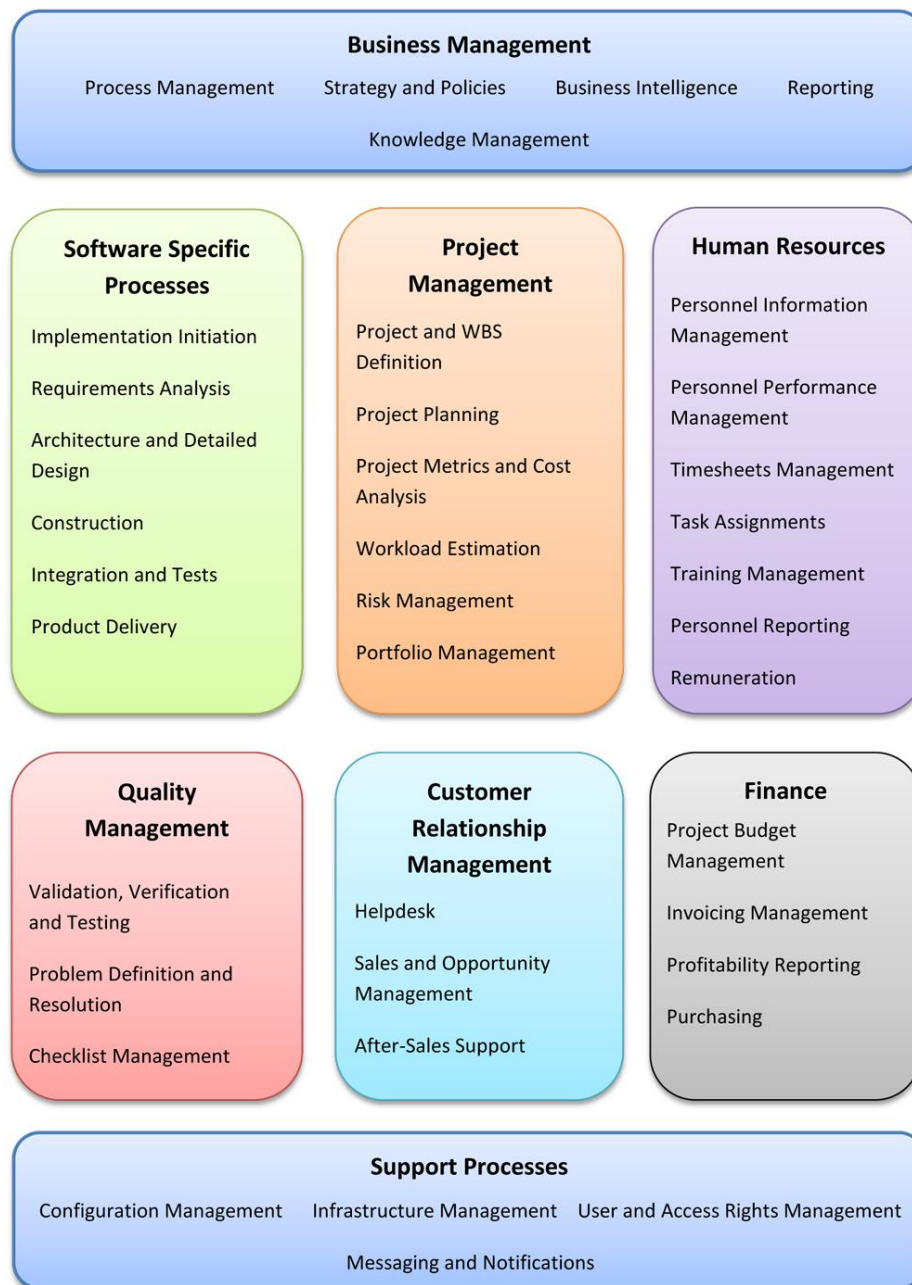 Business Management
Process Management Strategy and Policies Business Intelligence Reporting
Knowledge Management
Software Specific
Processes
Implementation Initiation
Requirements Analysis
Architecture and Detailed
Design
Construction
Integration and Tests
Product Delivery
Project
Management
Project and WBS
Definition
Project Planning
Project Metrics and Cost
Analysis
Workload Estimation
Risk Management
Portfolio Management
Human Resources
Personnel Information
Management
Personnel Performance
Management
Timesheets Management
Task Assignments
Training Management
Personnel Reporting
Remuneration
Quality
Management
Validation, Verification
and Testing
Problem Definition and
Resolution
Checklist Management
Customer
Relationship
Management
Helpdesk
Sales and Opportunity
Management
After-Sales Support
Finance
Project Budget
Management
Invoicing Management
Profitability Reporting
Purchasing
Support Processes
Configuration Management Infrastructure Management User and Access Rights Management
Messaging and Notifications